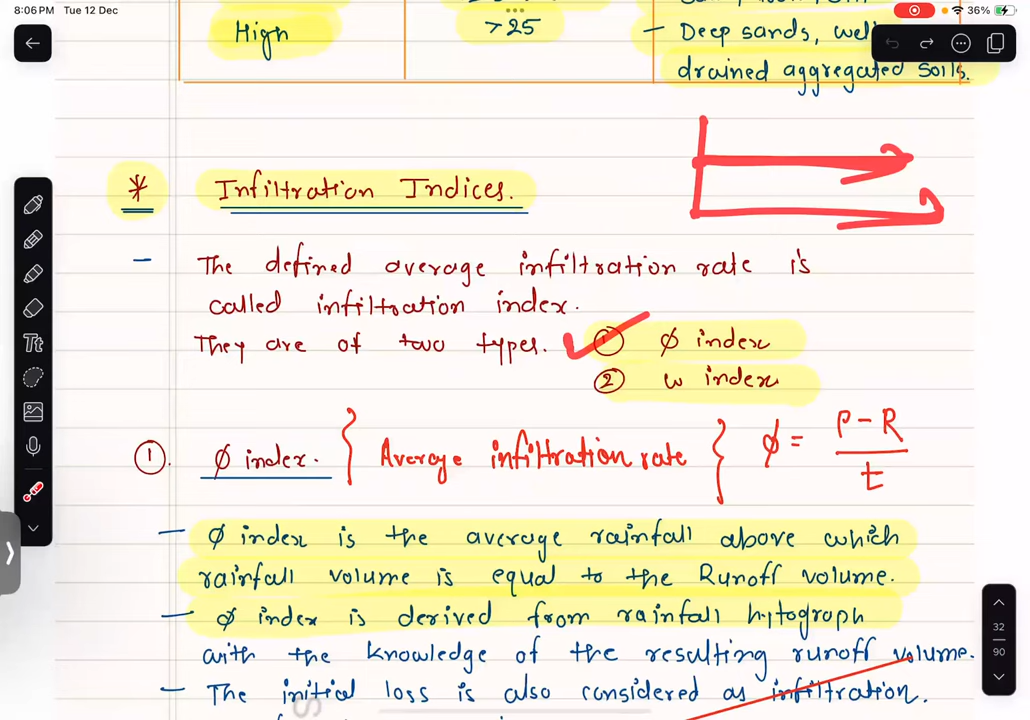 8:06 PM Tue 12 Dec
36%
High
>25
- Deep sands, wel
drained aggregated soils.
* Infiltration Indices.
- The defined average infiltration rate is
called infiltration index.
They are of two types. ① φ index
② w index
①. φ index. } Average infiltration rate } φ = P-R
t
- φ index is the average rainfall above which
rainfall volume is equal to the Runoff volume.
- φ index is derived from rainfall hytograph
with the knowledge of the resulting runoff volume.
- The initial loss is also considered as infiltration.
Tt
32
90